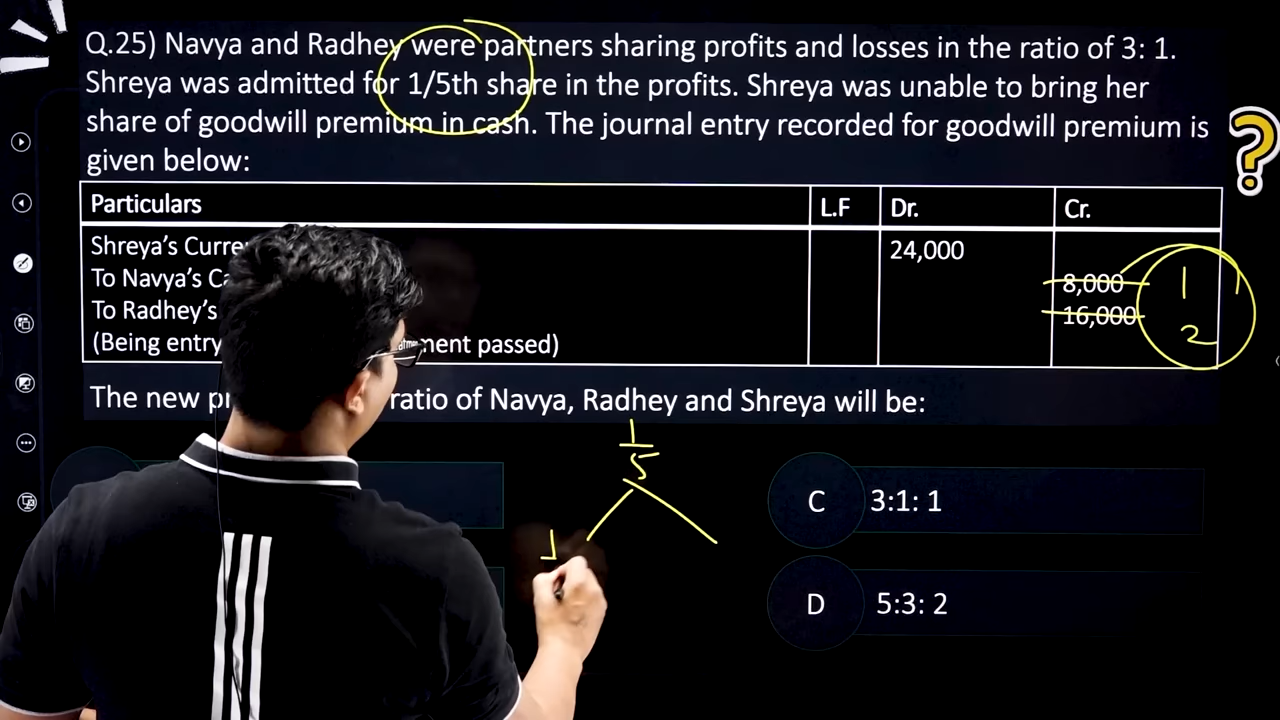 Q.25) Navya and Radhey were partners sharing profits and losses in the ratio of 3: 1.
Shreya was admitted for 1/5th share in the profits. Shreya was unable to bring her
share of goodwill premium in cash. The journal entry recorded for goodwill premium is
given below:
Particulars L.F Dr. Cr.
Shreya's 24,000
To Navya's 8,000 1
To Radhey's 16,000 2
(Being entry passed)
The new ratio of Navya, Radhey and Shreya will be:
1
5
1
C 3:1: 1
D 5:3: 2